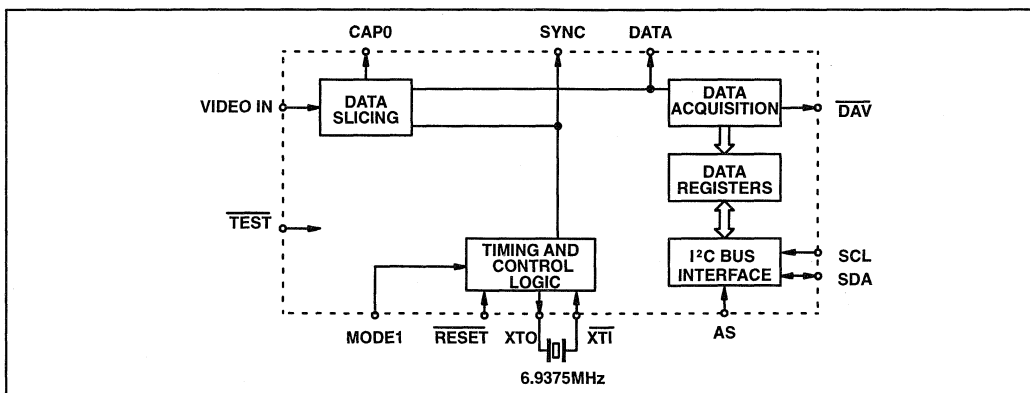 CAP0
SYNC
DATA
VIDEO IN
DATA
SLICING
DATA
ACQUISITION
DAV
DATA
REGISTERS
TEST
TIMING AND
CONTROL
LOGIC
I²C BUS
INTERFACE
SCL
SDA
MODE1
RESET
XTO
XTI
AS
6.9375MHz